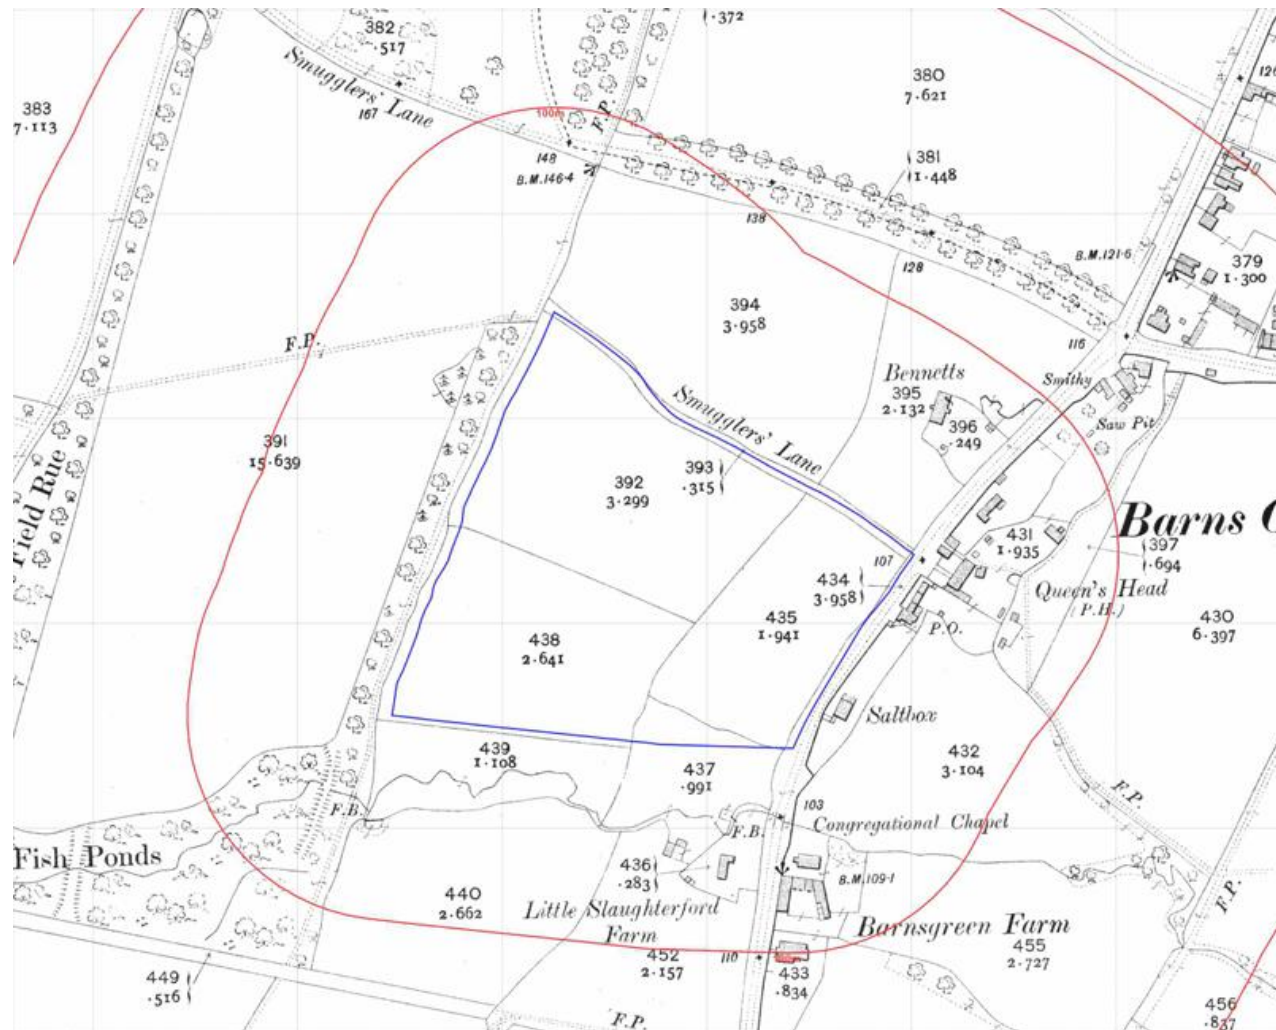 382
.517
.372
Smugglers' Lane
167
383
7.113
100m
F.P.
380
7.621
148
B.M.146.4
381
1.448
138
128
B.M.121.6
379
1.300
116
394
3.958
F.P.
Bennetts
395
2.132
396
.249
Smithy
Saw Pit
391
15.639
Smugglers' Lane
393
.315
392
3.299
Field Rue
Barns
431
1.935
397
.694
107
434
3.958
Queen's Head
(P.H.)
P.O.
435
1.941
430
6.397
438
2.641
Saltbox
432
3.104
439
1.108
437
.991
F.P.
F.B.
103
F.B.
Congregational Chapel
Fish Ponds
436
.283
B.M.109.1
440
2.662
Little Slaughterford
Farm
Barnsgreen Farm
455
2.727
F.P.
452
2.157
110
433
.834
449
.516
456
.837
F.P.